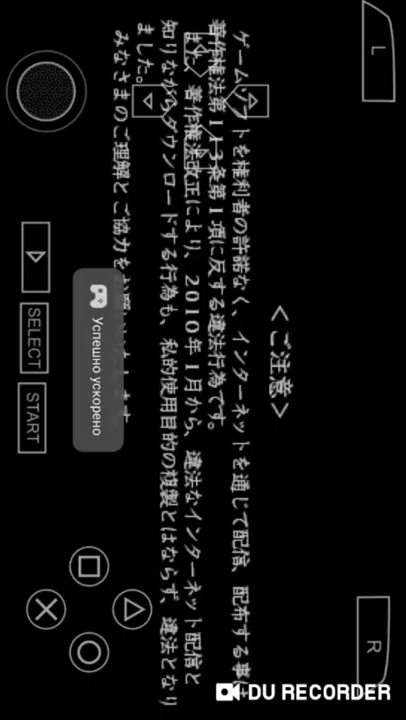 <ご注意>
ゲームソフトを権利者の許諾なく、インターネットを通じて配信、配布する事は
著作権法第113条第1項に反する違法行為です。
また、著作権法改正により、2010年1月から、違法なインターネット配信と
知りながらダウンロードする行為も、私的使用目的の複製とはならず、違法となり
ました。
みなさまのご理解とご協力を
Успешно ускорено
L
R
SELECT
START
DU RECORDER